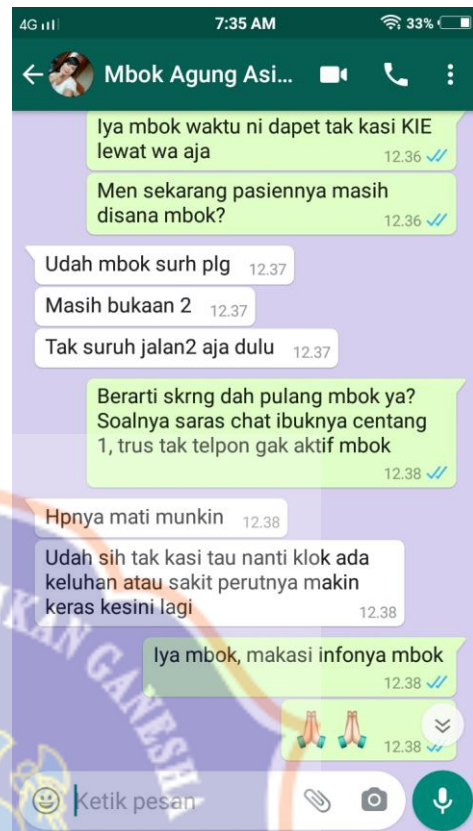 4G 7:35 AM 33%
Mbok Agung Asi...
Iya mbok waktu ni dapet tak kasi KIE
lewat wa aja
12.36
Men sekarang pasiennya masih
disana mbok?
12.36
Udah mbok surh plg 12.37
Masih bukaan 2 12.37
Tak suruh jalan2 aja dulu 12.37
Berarti skrng dah pulang mbok ya?
Soalnya saras chat ibuknya centang
1, trus tak telpon gak aktif mbok
12.38
Hpnya mati munkin 12.38
Udah sih tak kasi tau nanti klok ada
keluhan atau sakit perutnya makin
keras kesini lagi 12.38
Iya mbok, makasi infonya mbok
12.38
🙏🏻 🙏🏻 12.38
Ketik pesan
IKAN GANESHA